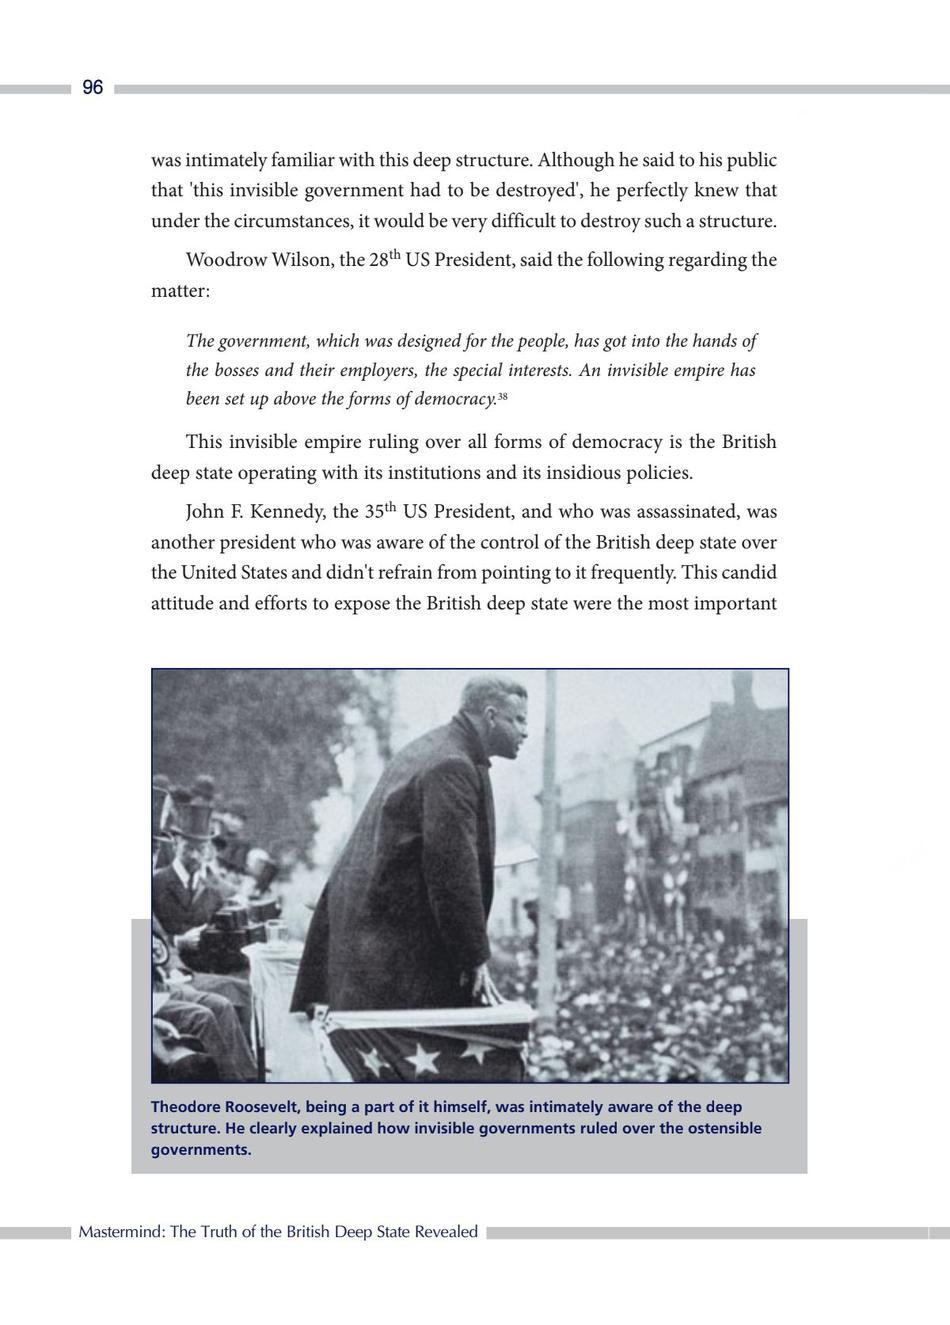 96
was intimately familiar with this deep structure. Although he said to his public
that 'this invisible government had to be destroyed', he perfectly knew that
under the circumstances, it would be very difficult to destroy such a structure.
Woodrow Wilson, the 28th US President, said the following regarding the
matter:
The government, which was designed for the people, has got into the hands of
the bosses and their employers, the special interests. An invisible empire has
been set up above the forms of democracy.38
This invisible empire ruling over all forms of democracy is the British
deep state operating with its institutions and its insidious policies.
John F. Kennedy, the 35th US President, and who was assassinated, was
another president who was aware of the control of the British deep state over
the United States and didn't refrain from pointing to it frequently. This candid
attitude and efforts to expose the British deep state were the most important
Theodore Roosevelt, being a part of it himself, was intimately aware of the deep
structure. He clearly explained how invisible governments ruled over the ostensible
governments.
Mastermind: The Truth of the British Deep State Revealed